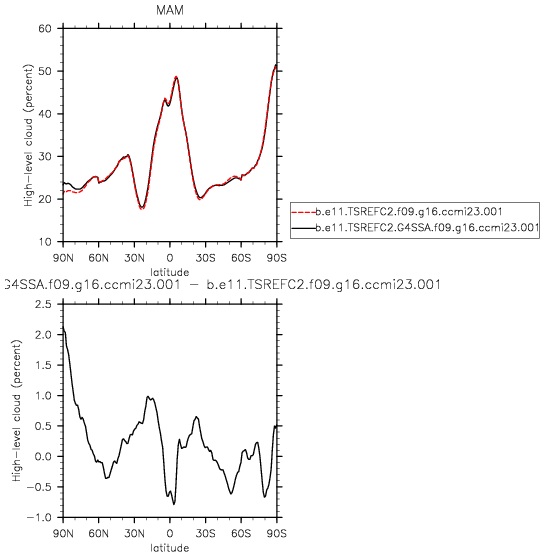 MAM
60
50
40
30
20
10
High-level cloud (percent)
90N 60N 30N 0 30S 60S 90S
latitude
b.e11.TSREFC2.f09.g16.ccmi23.001
b.e11.TSREFC2.G4SSA.f09.g16.ccmi23.001
G4SSA.f09.g16.ccmi23.001 - b.e11.TSREFC2.f09.g16.ccmi23.001
2.5
2.0
1.5
1.0
0.5
0.0
-0.5
-1.0
High-level cloud (percent)
90N 60N 30N 0 30S 60S 90S
latitude